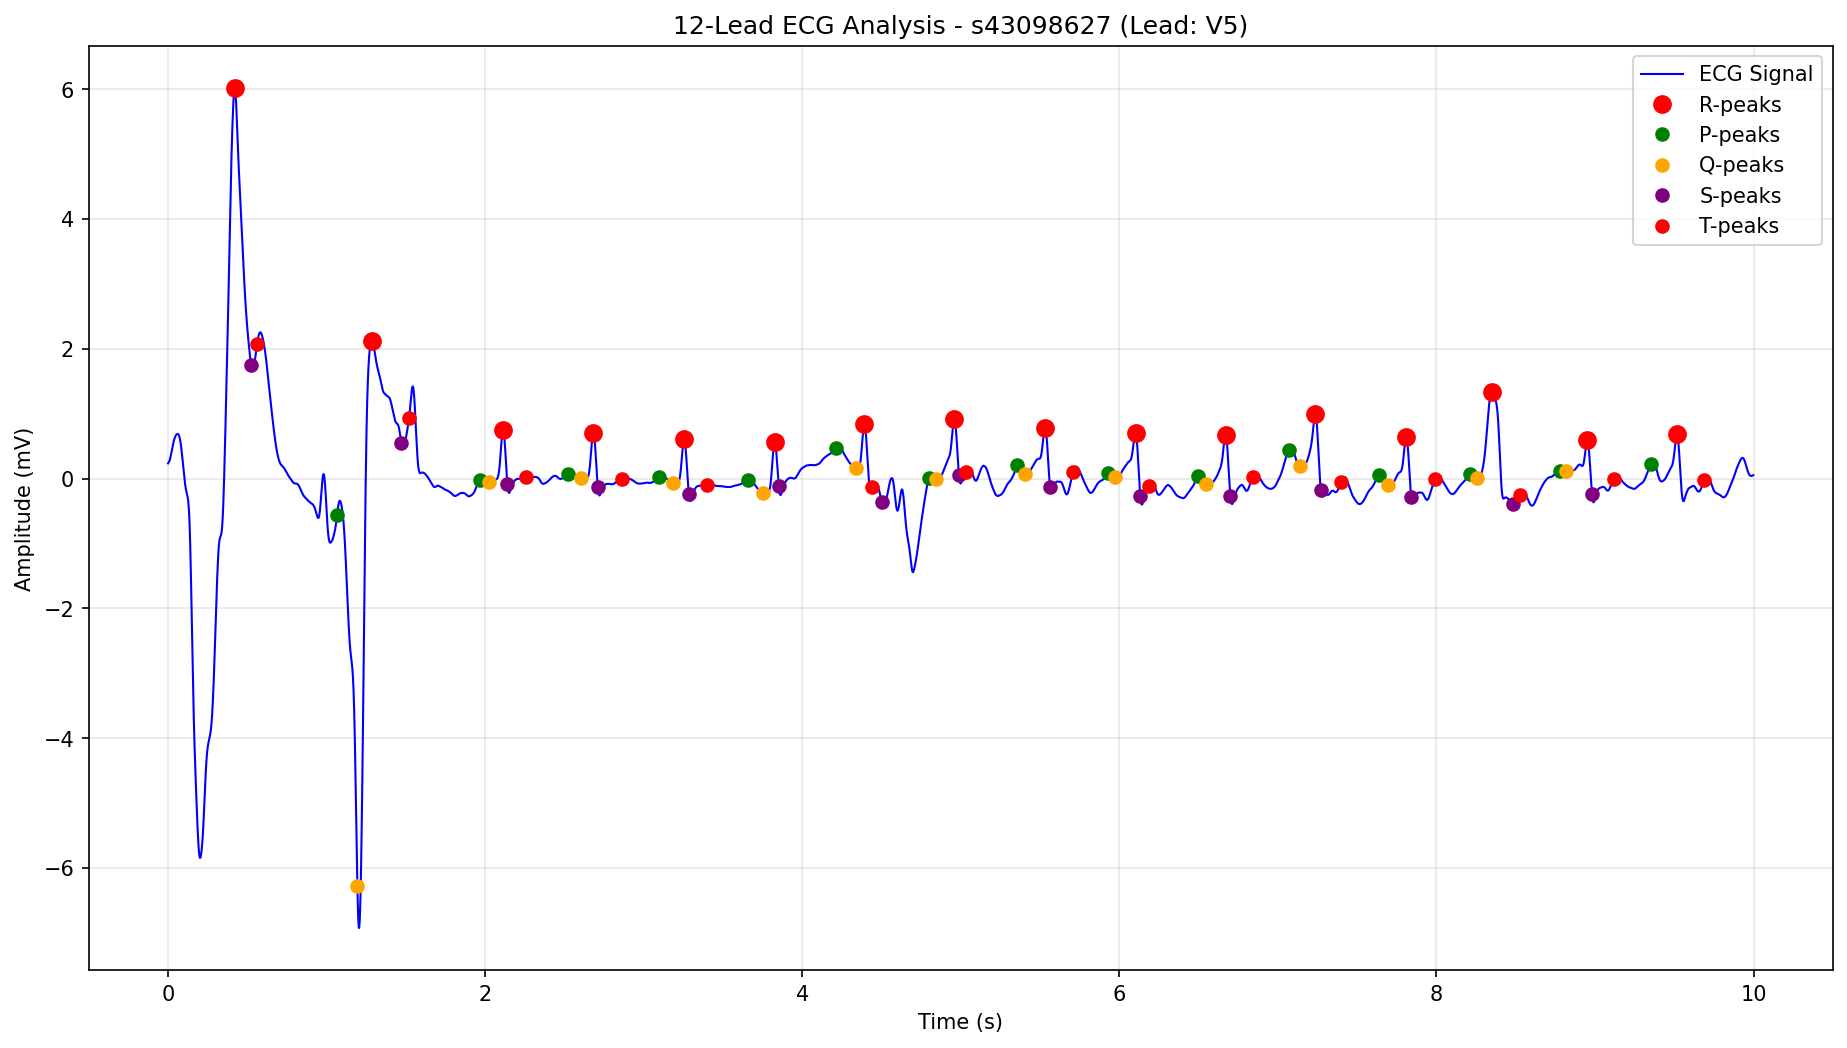 12-Lead ECG Analysis - s43098627 (Lead: V5)
ECG Signal
R-peaks
P-peaks
Q-peaks
S-peaks
T-peaks
Amplitude (mV)
6
4
2
0
−2
−4
−6
0 2 4 6 8 10
Time (s)